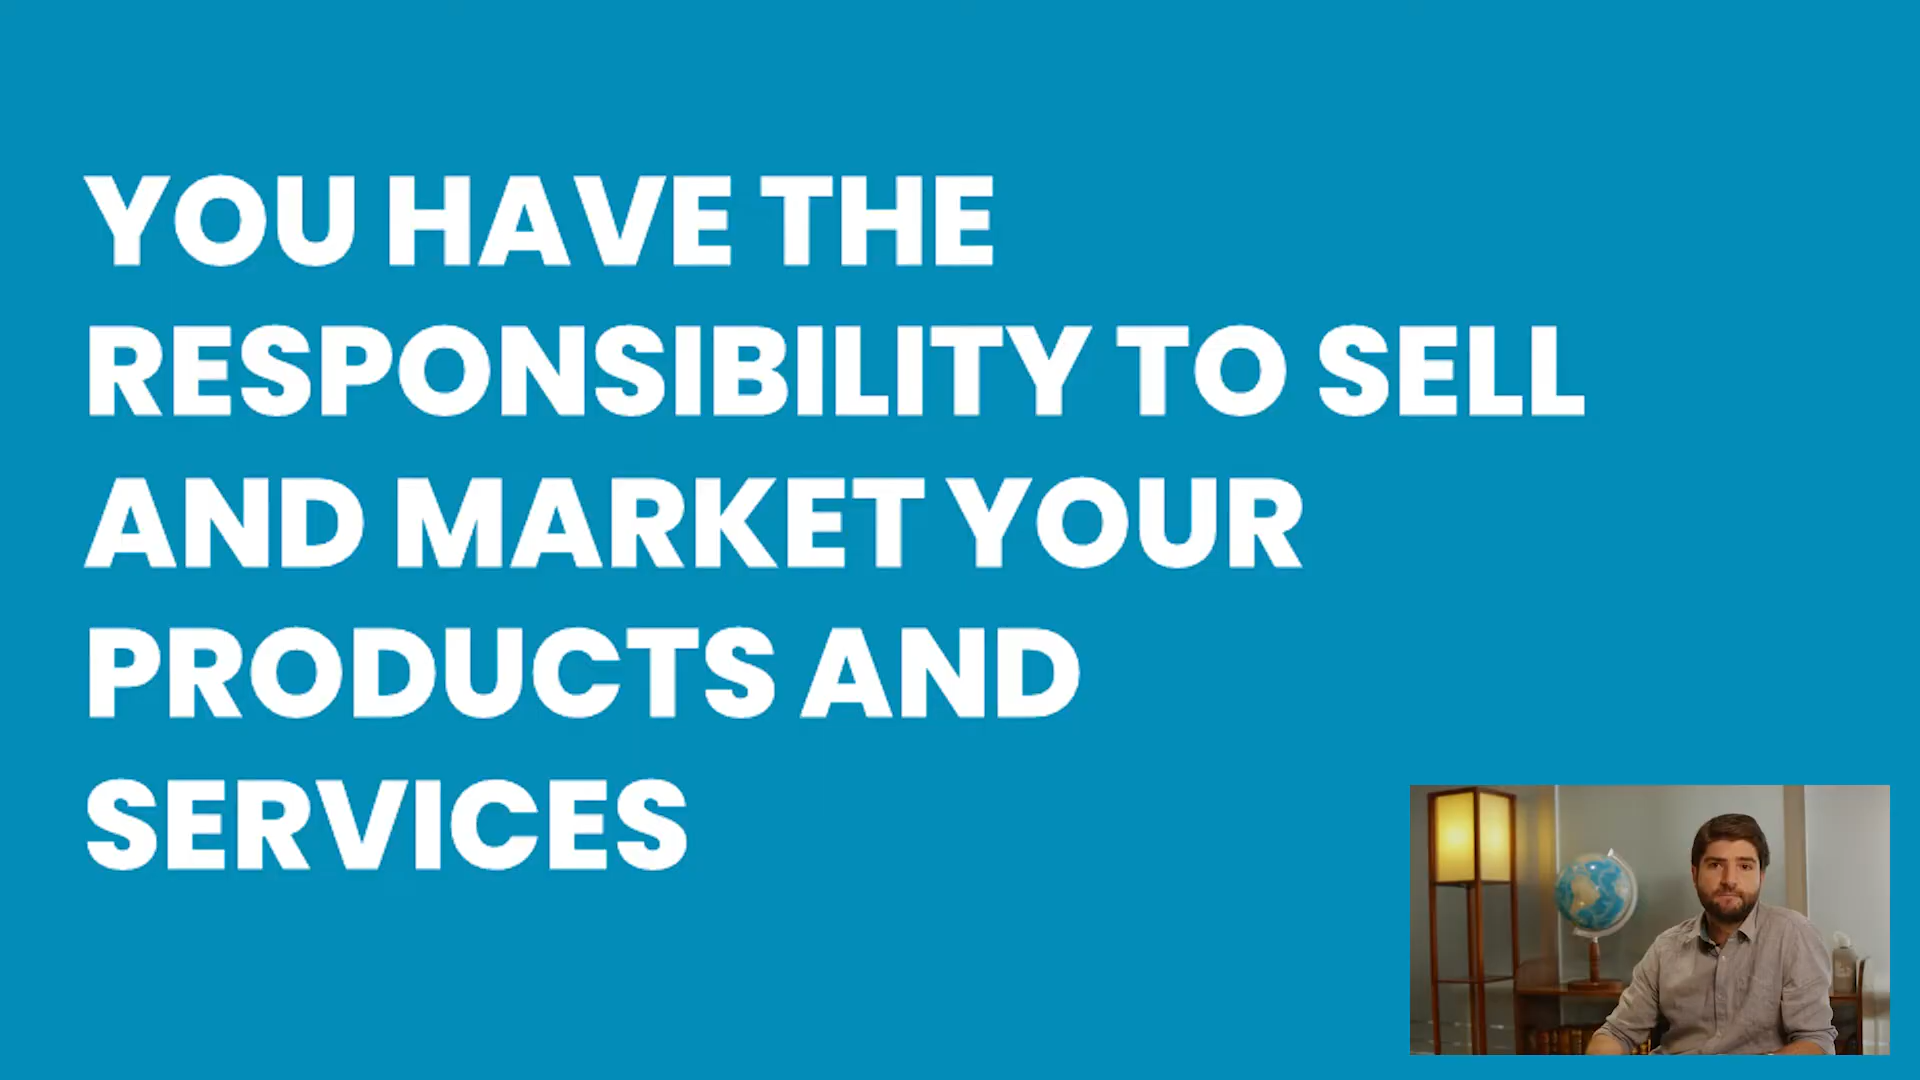 YOU HAVE THE
RESPONSIBILITY TO SELL
AND MARKET YOUR
PRODUCTS AND
SERVICES